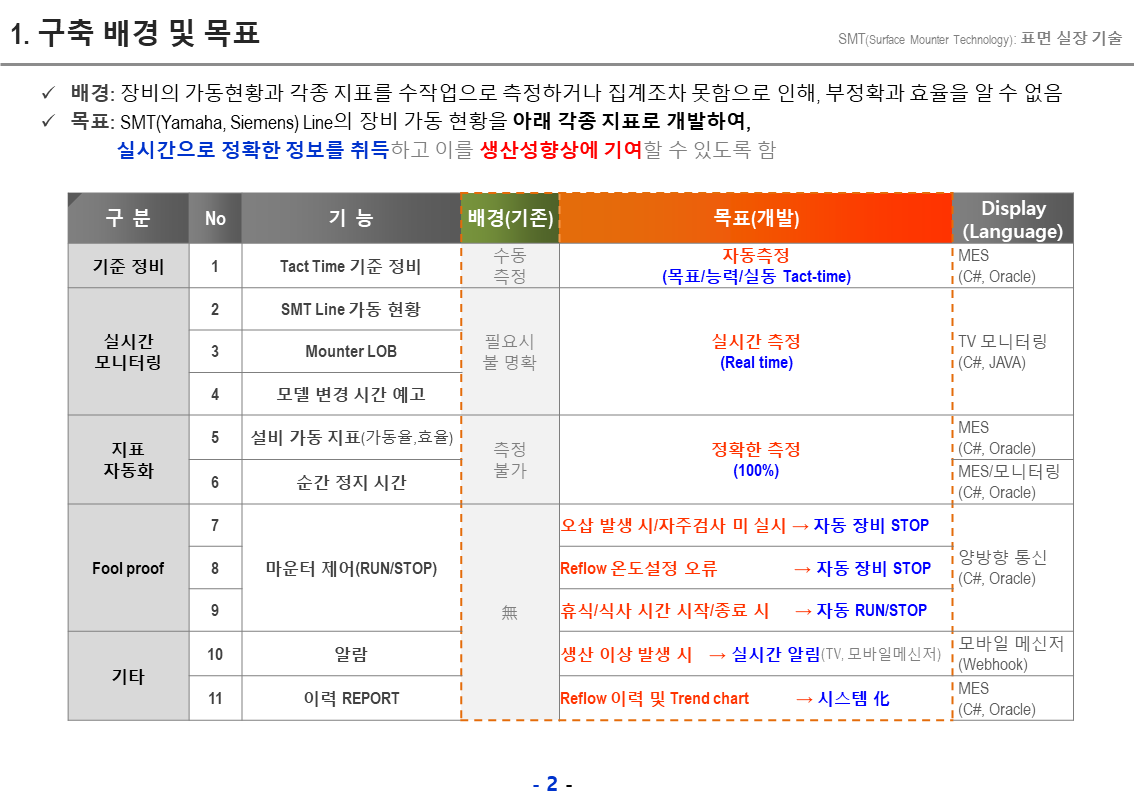 1. 구축 배경 및 목표
SMT(Surface Mounter Technology): 표면 실장 기술
✓ 배경: 장비의 가동현황과 각종 지표를 수작업으로 측정하거나 집계조차 못함으로 인해, 부정확과 효율을 알 수 없음
✓ 목표: SMT(Yamaha, Siemens) Line의 장비 가동 현황을 아래 각종 지표로 개발하여,
실시간으로 정확한 정보를 취득하고 이를 생산성향상에 기여할 수 있도록 함
구 분 No 기 능 배경(기존) 목표(개발) Display
(Language)
기준 정비 1 Tact Time 기준 정비
수동
측정
자동측정
(목표/능력/실동 Tact-time)
MES
(C#, Oracle)
실시간
모니터링
2 SMT Line 가동 현황
3 Mounter LOB
4 모델 변경 시간 예고
필요시
불 명확
실시간 측정
(Real time)
TV 모니터링
(C#, JAVA)
지표
자동화
5 설비 가동 지표(가동율,효율)
6 순간 정지 시간
측정
불가
정확한 측정
(100%)
MES
(C#, Oracle)
MES/모니터링
(C#, Oracle)
Fool proof
7
8
9
마운터 제어(RUN/STOP)
無
오삽 발생 시/자주검사 미 실시 → 자동 장비 STOP
Reflow 온도설정 오류 → 자동 장비 STOP
휴식/식사 시간 시작/종료 시 → 자동 RUN/STOP
양방향 통신
(C#, Oracle)
기타
10 알람
생산 이상 발생 시 → 실시간 알림(TV, 모바일메신저)
모바일 메신저
(Webhook)
11 이력 REPORT
Reflow 이력 및 Trend chart → 시스템 化
MES
(C#, Oracle)
- 2 -